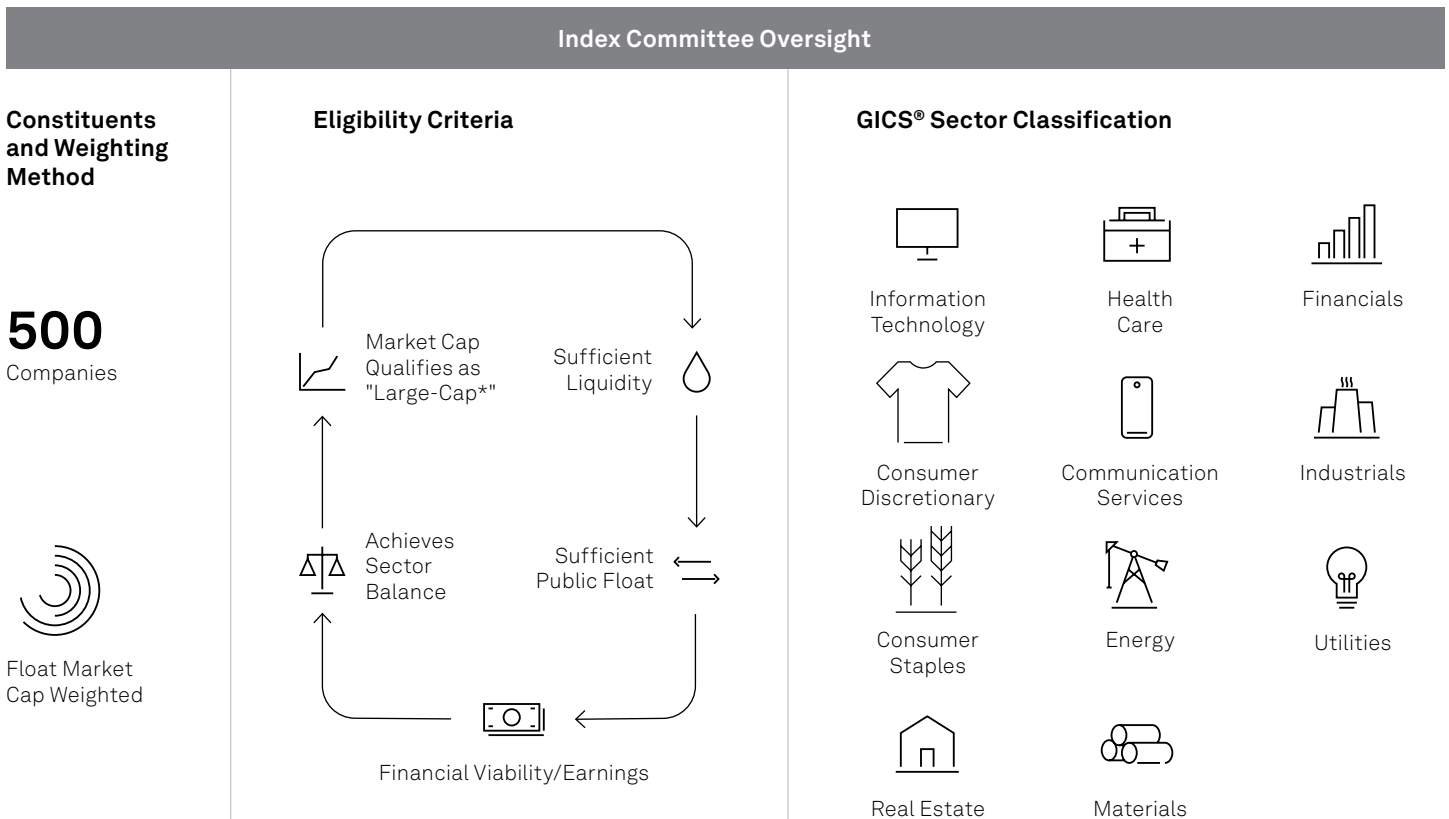 Index Committee Oversight
Constituents
and Weighting
Method
500
Companies
Float Market
Cap Weighted
Eligibility Criteria
Market Cap
Qualifies as
"Large-Cap*"
Sufficient
Liquidity
Achieves
Sector
Balance
Sufficient
Public Float
Financial Viability/Earnings
GICS® Sector Classification
Information
Technology
Health
Care
Financials
Consumer
Discretionary
Communication
Services
Industrials
Consumer
Staples
Energy
Utilities
Real Estate
Materials